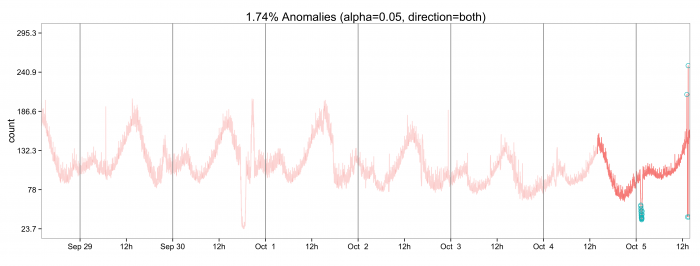 1.74% Anomalies (alpha=0.05, direction=both)
295.3
240.9
186.6
132.3
78
23.7
count
Sep 29 12h Sep 30 12h Oct 1 12h Oct 2 12h Oct 3 12h Oct 4 12h Oct 5 12h